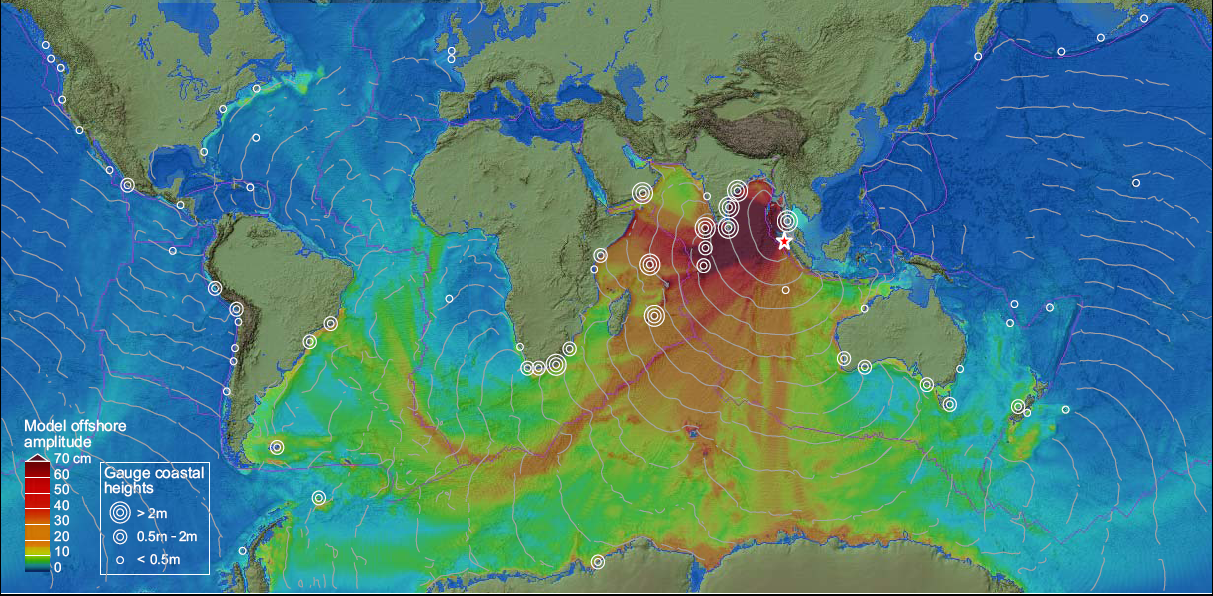 Model offshore
amplitude
70 cm
60
50
40
30
20
10
0
Gauge coastal
heights
> 2m
0.5m - 2m
< 0.5m